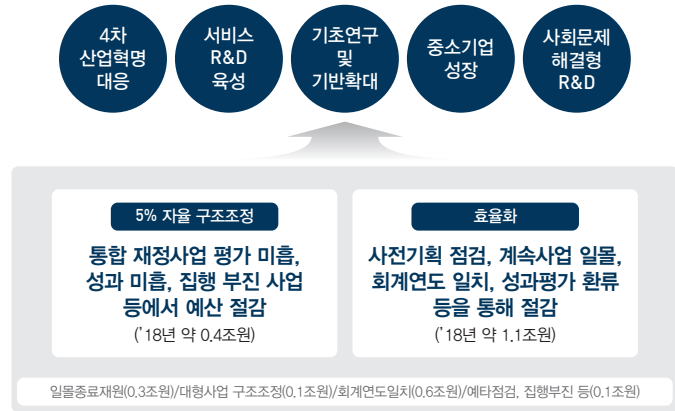 4차
산업혁명
대응
서비스
R&D
육성
기초연구
및
기반확대
중소기업
성장
사회문제
해결형
R&D
5% 자율 구조조정
통합 재정사업 평가 미흡,
성과 미흡, 집행 부진 사업
등에서 예산 절감
('18년 약 0.4조원)
효율화
사전기획 점검, 계속사업 일몰,
회계연도 일치, 성과평가 환류
등을 통해 절감
('18년 약 1.1조원)
일몰종료재원(0.3조원)/대형사업 구조조정(0.1조원)/회계연도일치(0.6조원)/예타점검, 집행부진 등(0.1조원)